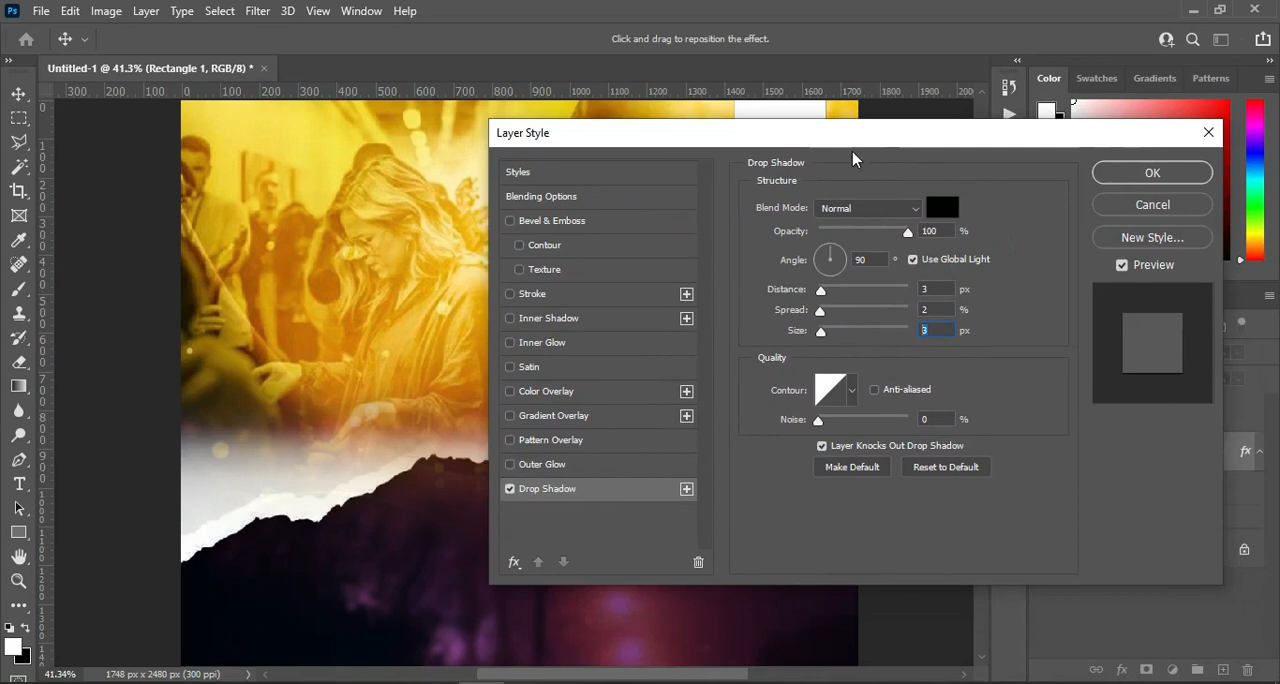 Ps File Edit Image Layer Type Select Filter 3D View Window Help
Click and drag to reposition the effect.
Untitled-1 @ 41.3% (Rectangle 1, RGB/8) * ×
Color Swatches Gradients Patterns
300 200 100 0 100 200 300 400 500 600 700 800 900 1000 1100 1200 1300 1400 1500 1600 1700 1800 1900 200
Layer Style
Styles
Blending Options
Bevel & Emboss
Contour
Texture
Stroke
Inner Shadow
Inner Glow
Satin
Color Overlay
Gradient Overlay
Pattern Overlay
Outer Glow
Drop Shadow
fx
Drop Shadow
Structure
Blend Mode: Normal
Opacity: 100 %
Angle: 90 ° Use Global Light
Distance: 3 px
Spread: 2 %
Size: 3 px
Quality
Contour: Anti-aliased
Noise: 0 %
Layer Knocks Out Drop Shadow
Make Default Reset to Default
OK
Cancel
New Style...
Preview
fx
41.34% 1748 px x 2480 px (300 ppi)
fx